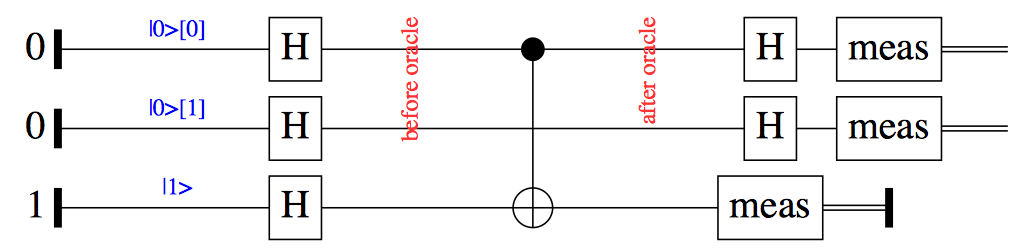 0 |0>[0] H before oracle after oracle H meas
0 |0>[1] H H meas
1 |1> H meas